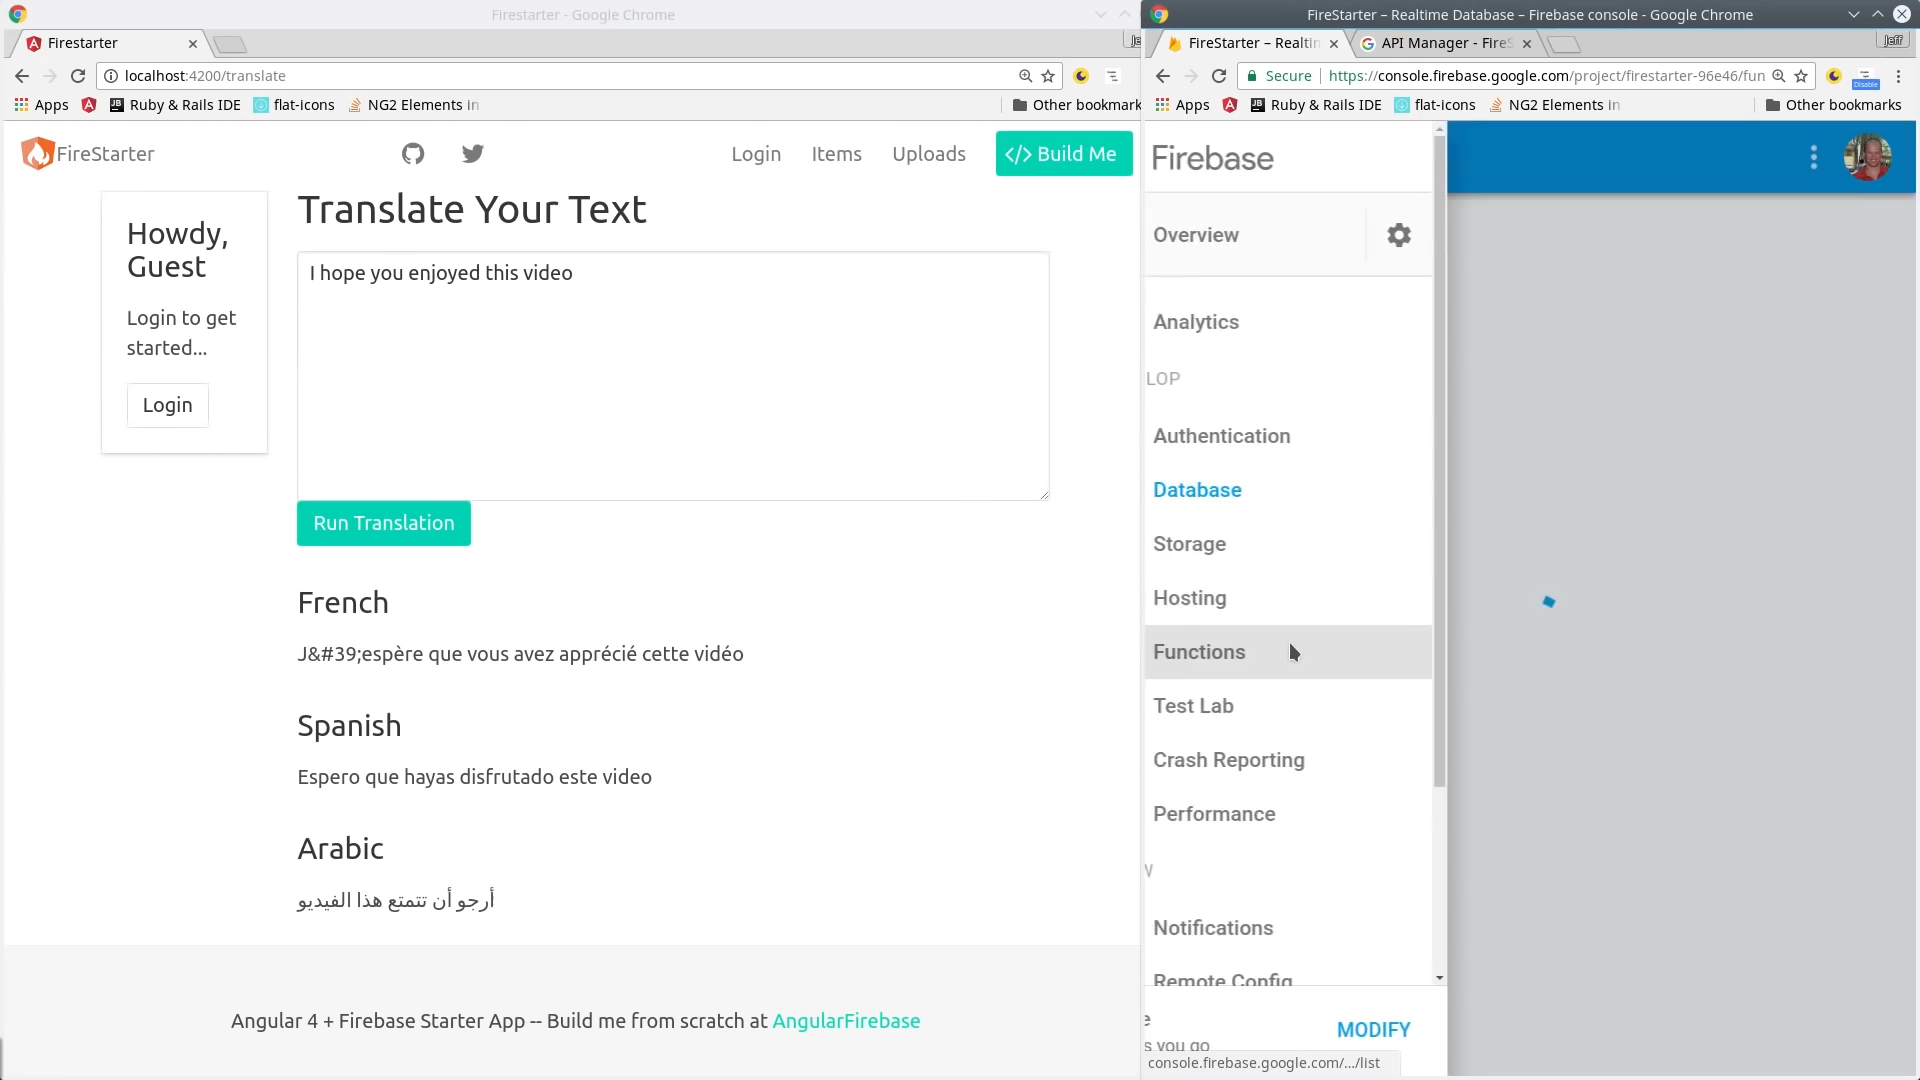 Firestarter - Google Chrome
Firestarter
localhost:4200/translate
Apps
Ruby & Rails IDE
flat-icons
NG2 Elements in
Other bookmark
FireStarter
Login
Items
Uploads
</> Build Me
Howdy,
Guest
Login to get
started...
Login
Translate Your Text
I hope you enjoyed this video
Run Translation
French
J&#39;espère que vous avez apprécié cette vidéo
Spanish
Espero que hayas disfrutado este video
Arabic
أرجو أن تتمتع هذا الفيديو
Angular 4 + Firebase Starter App -- Build me from scratch at AngularFirebase
FireStarter – Realtime Database – Firebase console - Google Chrome
FireStarter – Realtin
API Manager - FireS
Jeff
Secure
https://console.firebase.google.com/project/firestarter-96e46/fun
Disable
Apps
Ruby & Rails IDE
flat-icons
NG2 Elements in
Other bookmarks
Firebase
Overview
Analytics
LOP
Authentication
Database
Storage
Hosting
Functions
Test Lab
Crash Reporting
Performance
Notifications
Remote Config
e
MODIFY
s you go
console.firebase.google.com/.../list